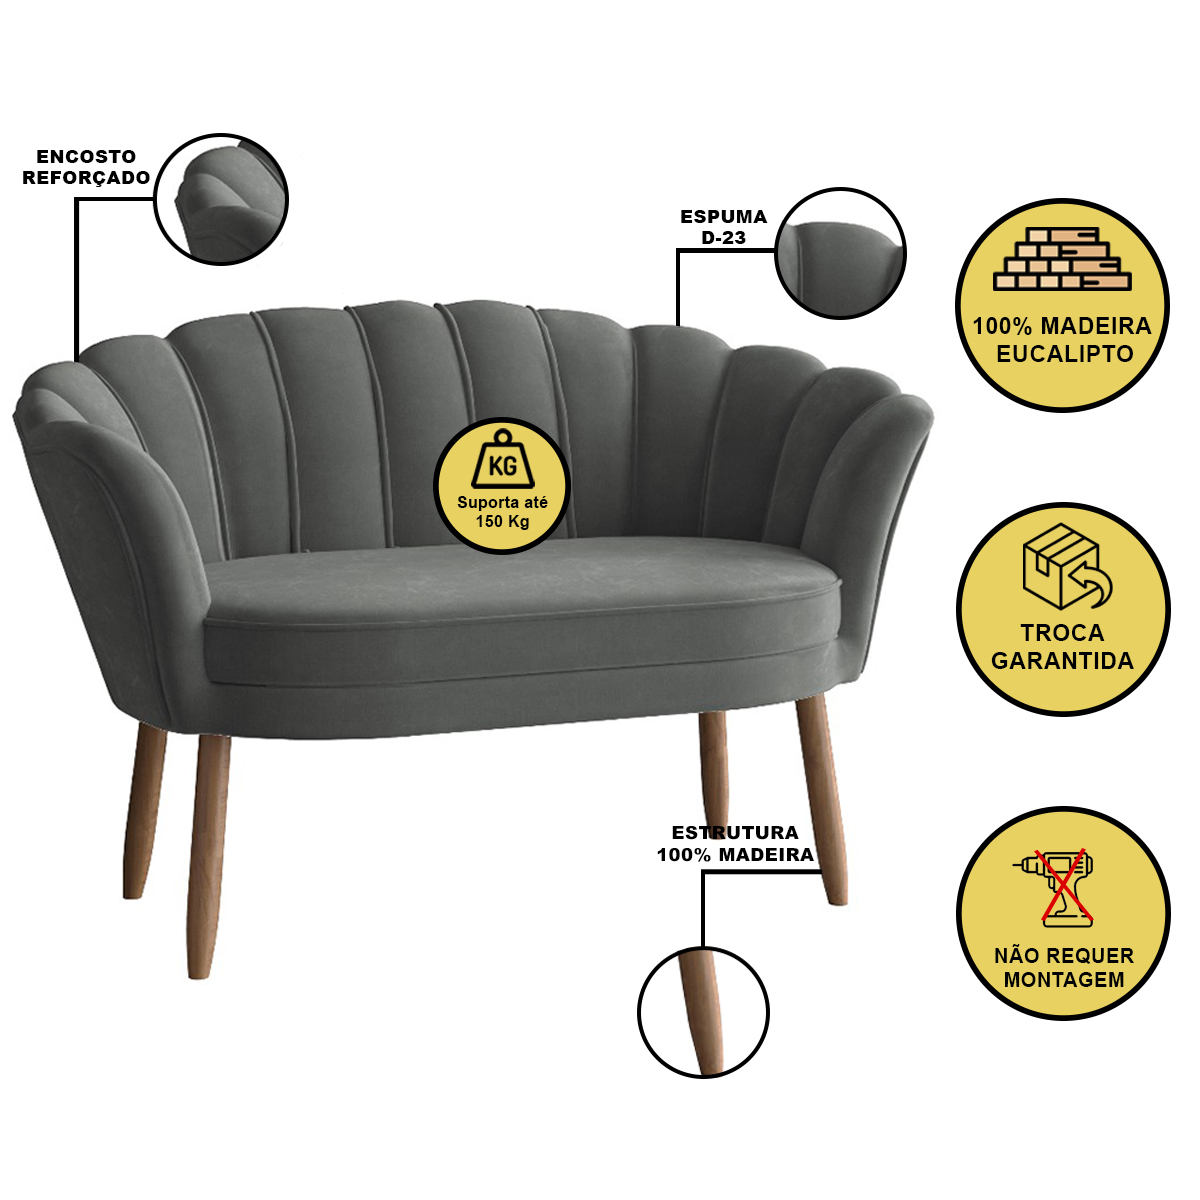 ENCOSTO
REFORÇADO
ESPUMA
D-23
100% MADEIRA
EUCALIPTO
KG
Suporta até
150 Kg
TROCA
GARANTIDA
ESTRUTURA
100% MADEIRA
NÃO REQUER
MONTAGEM